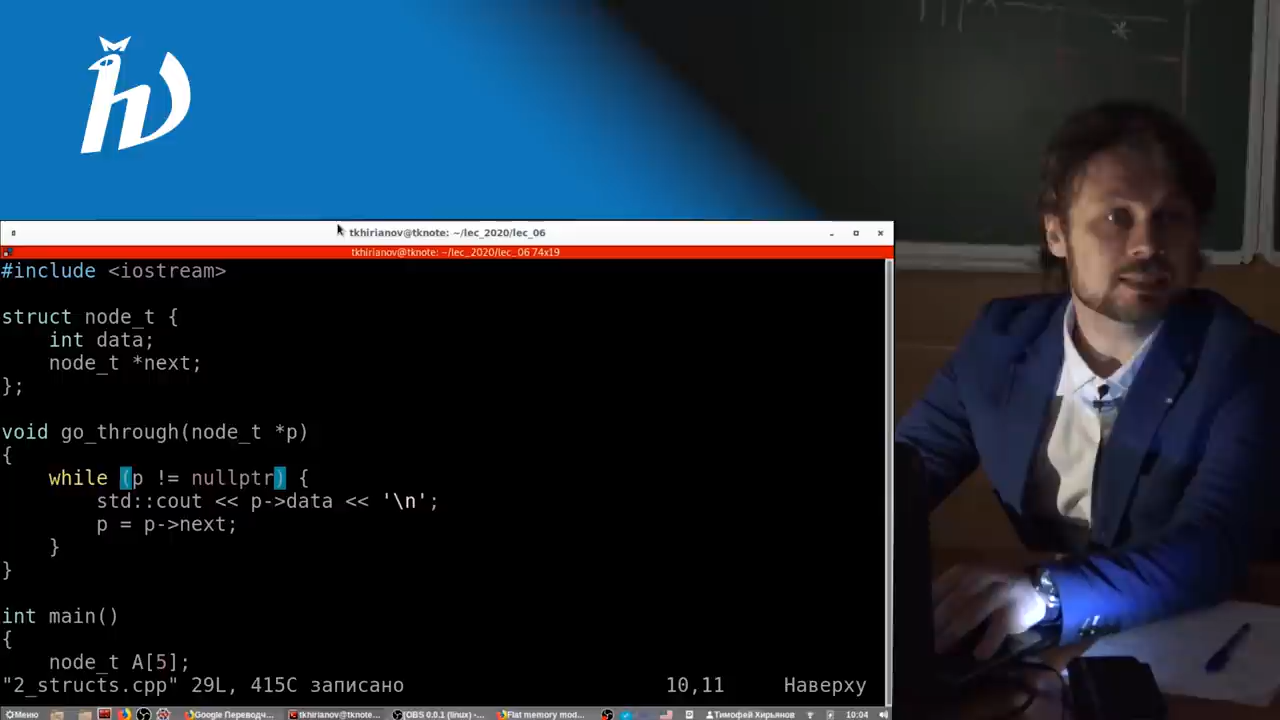 tkhirianov@tknote: ~/lec_2020/lec_06
tkhirianov@tknote: ~/lec_2020/lec_06 74x19
#include <iostream>
struct node_t {
int data;
node_t *next;
};
void go_through(node_t *p)
{
while (p != nullptr) {
std::cout << p->data << '\n';
p = p->next;
}
}
int main()
{
node_t A[5];
"2_structs.cpp" 29L, 415C записано 10,11 Наверху
Меню Google Переводч... tkhirianov@tknote... [OBS 0.0.1 (linux) -... Flat memory mod... Тимофей Хирьянов 10:04